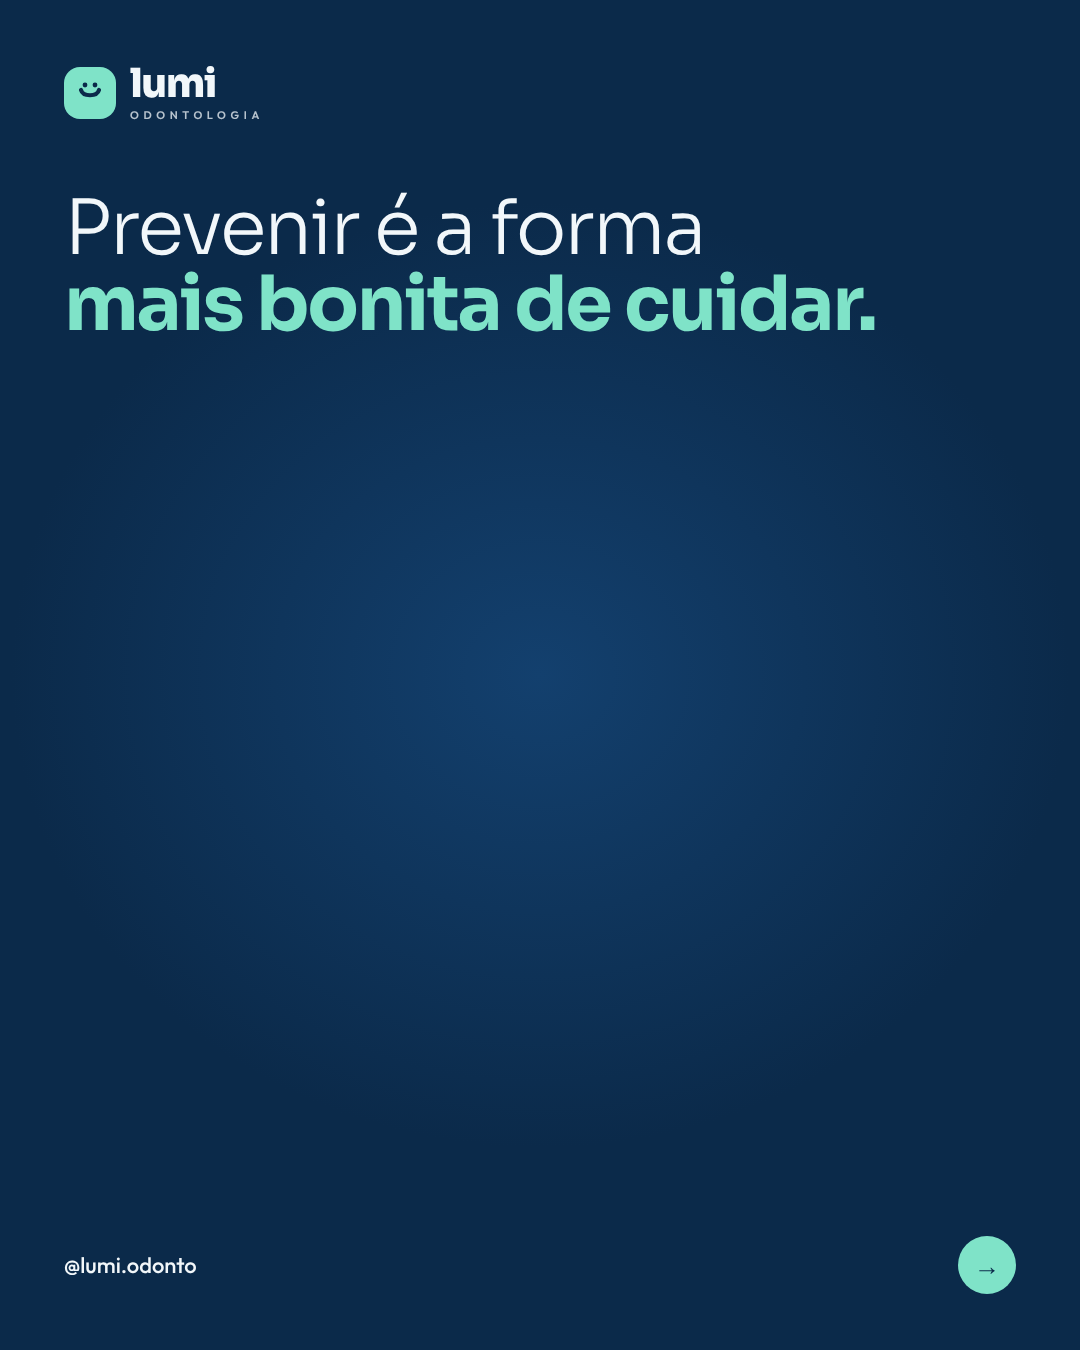 lumi
ODONTOLOGIA
Prevenir é a forma
mais bonita de cuidar.
@lumi.odonto
→